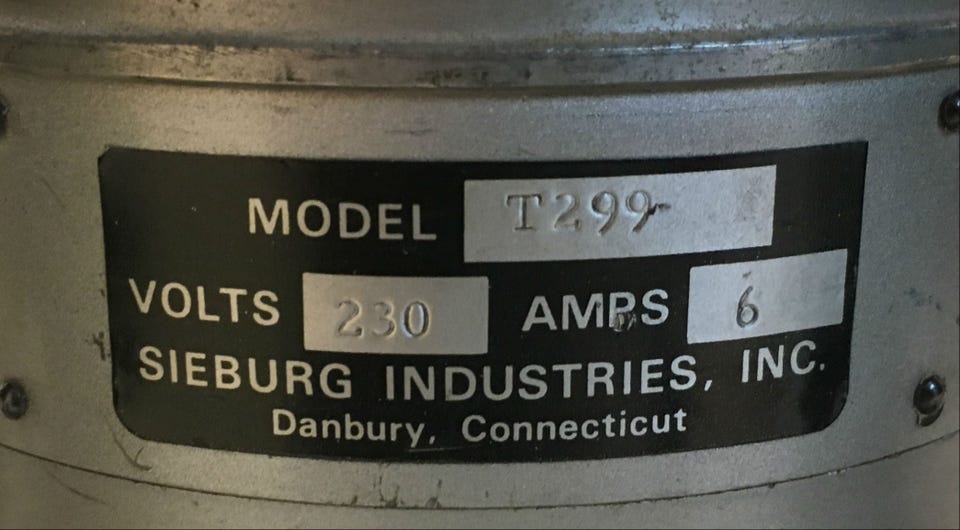 MODEL T299
VOLTS 230 AMPS 6
SIEBURG INDUSTRIES, INC.
Danbury, Connecticut